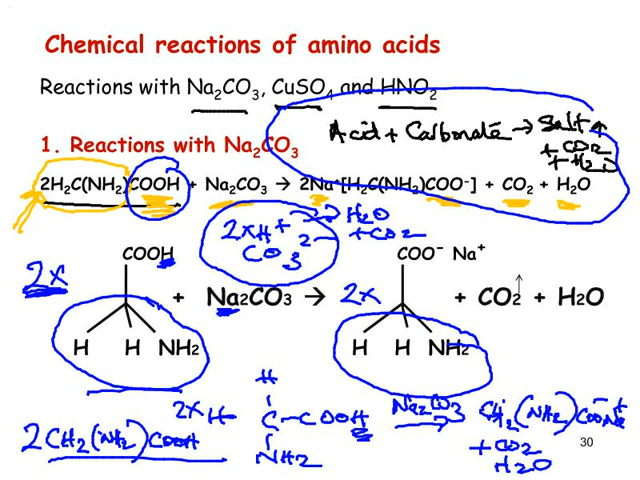 Chemical reactions of amino acids
Reactions with Na₂CO₃, CuSO₄ and HNO₂
Acid + Carbonate → Salt +
+ CO2
+ H2O
1. Reactions with Na₂CO₃
2H₂C(NH₂)COOH + Na₂CO₃ → 2Na⁺[H₂C(NH₂)COO⁻] + CO₂ + H₂O
2xH⁺ → H2O
CO3 2- + CO2
COOH COO⁻ Na⁺
2x + Na2CO3 → 2x + CO2 ↑ + H2O
H H NH2 H H NH2
H
2x H C-COOH Na2CO3 → CH2(NH2)COO⁻Na⁺
2CH2(NH2)COOH + CO2
NH2 H2O
30